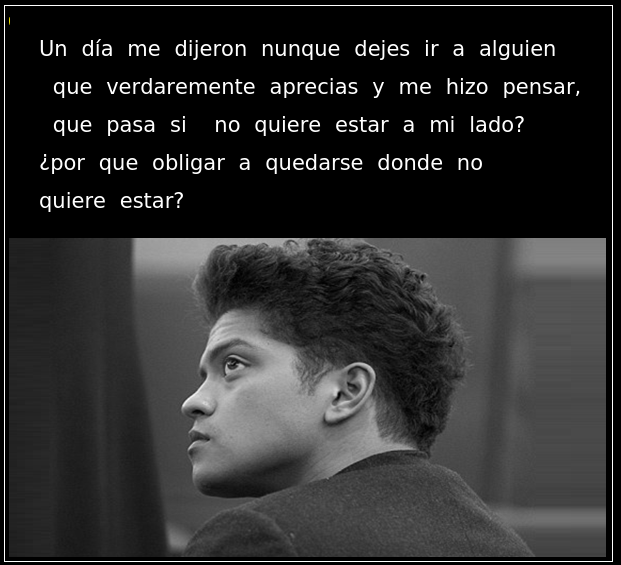 Un día me dijeron nunque dejes ir a alguien
que verdaremente aprecias y me hizo pensar,
que pasa si no quiere estar a mi lado?
¿por que obligar a quedarse donde no
quiere estar?